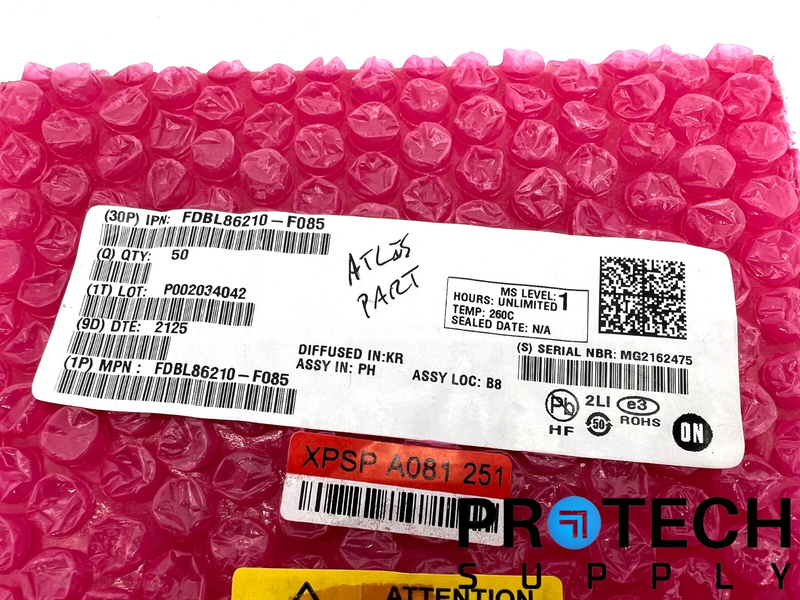 (30P) IPN: FDBL86210-F085
(Q) QTY: 50
(1T) LOT: P002034042
(9D) DTE: 2125
(1P) MPN : FDBL86210-F085
ATLAS
PART
DIFFUSED IN:KR
ASSY IN: PH
ASSY LOC: B8
MS LEVEL: 1
HOURS: UNLIMITED
TEMP: 260C
SEALED DATE: N/A
(S) SERIAL NBR: MG2162475
Pb 2LI e3
HF 50 ROHS
ON
XPSP A081 251
PROTECH
SUPPLY
ATTENTION